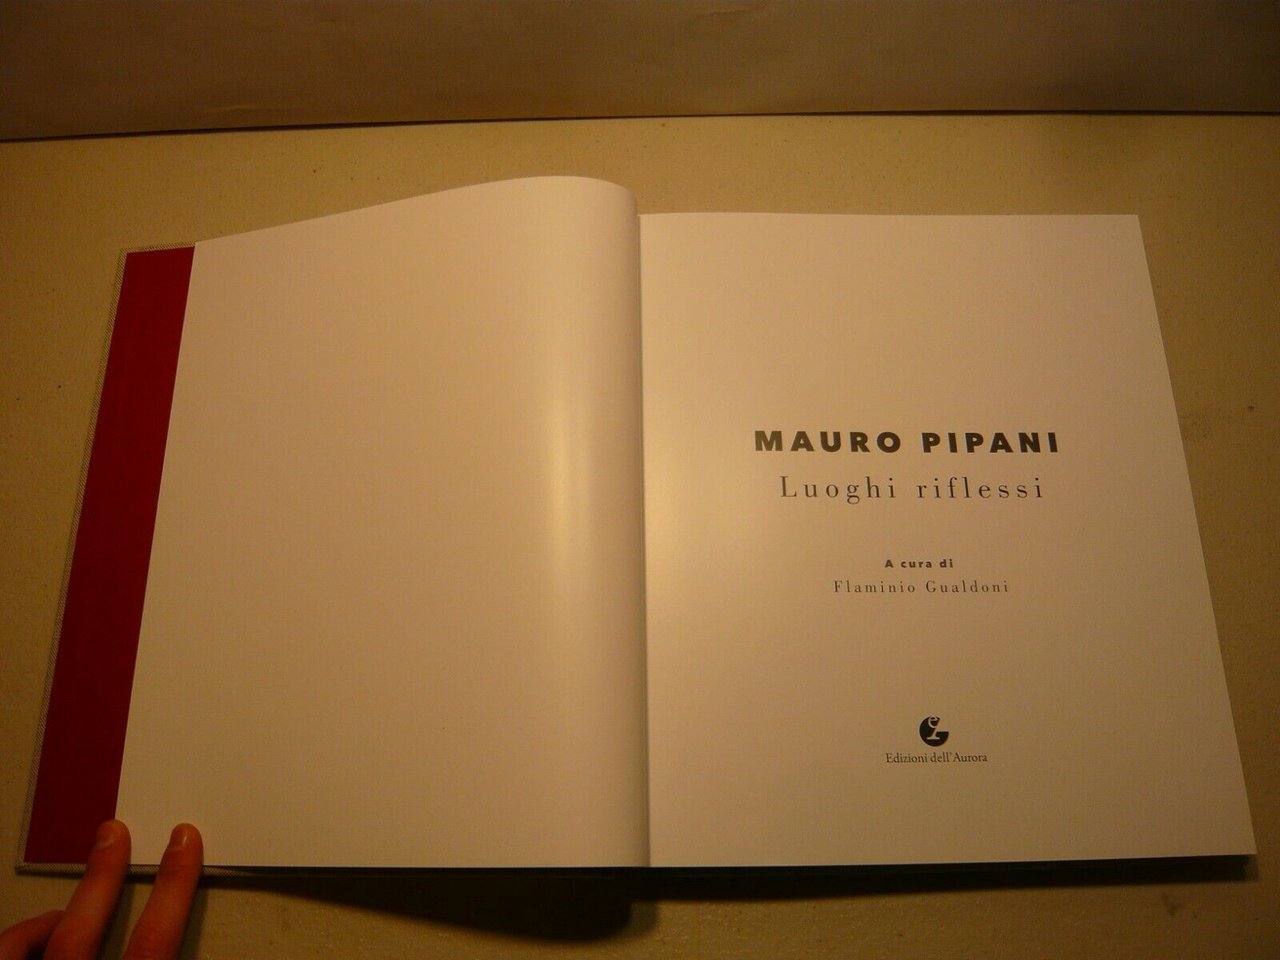 MAURO PIPANI
Luoghi riflessi
A cura di
Flaminio Gualdoni
Edizioni dell'Aurora